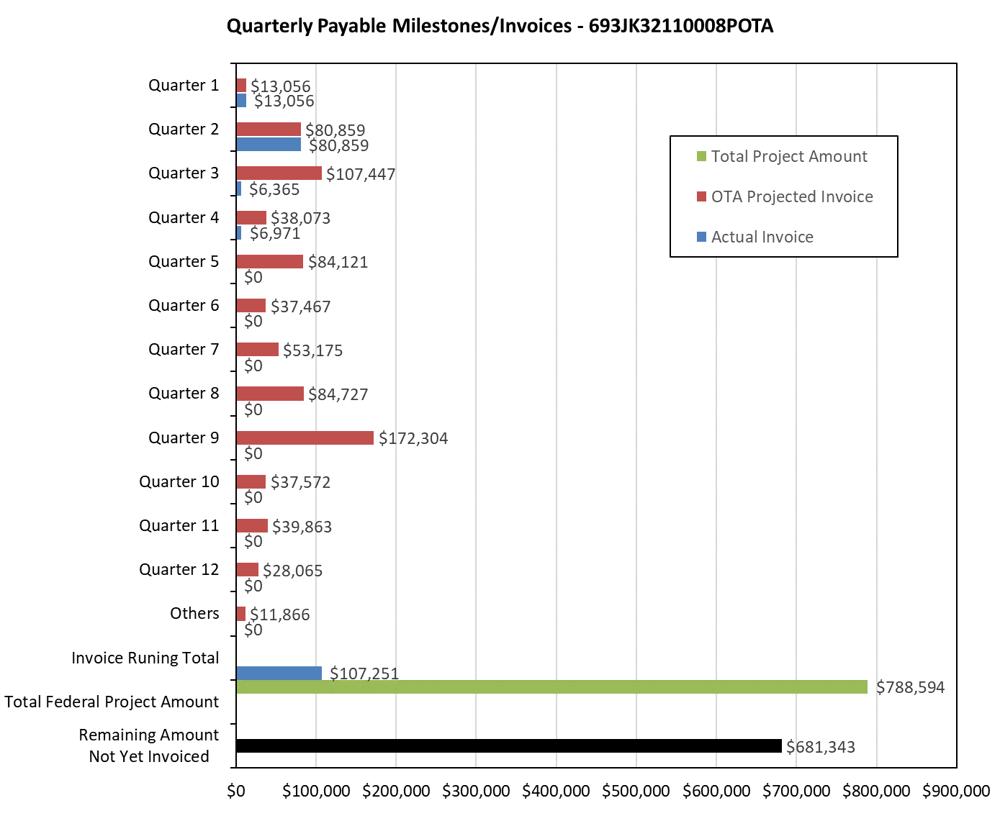 Quarterly Payable Milestones/Invoices - 693JK32110008POTA
Quarter 1
$13,056
$13,056
Quarter 2
$80,859
$80,859
Quarter 3
$107,447
$6,365
Quarter 4
$38,073
$6,971
Quarter 5
$84,121
$0
Quarter 6
$37,467
$0
Quarter 7
$53,175
$0
Quarter 8
$84,727
$0
Quarter 9
$172,304
$0
Quarter 10
$37,572
$0
Quarter 11
$39,863
$0
Quarter 12
$28,065
$0
Others
$11,866
$0
Invoice Runing Total
$107,251
Total Federal Project Amount
$788,594
Remaining Amount
Not Yet Invoiced
$681,343
Total Project Amount
OTA Projected Invoice
Actual Invoice
$0 $100,000 $200,000 $300,000 $400,000 $500,000 $600,000 $700,000 $800,000 $900,000